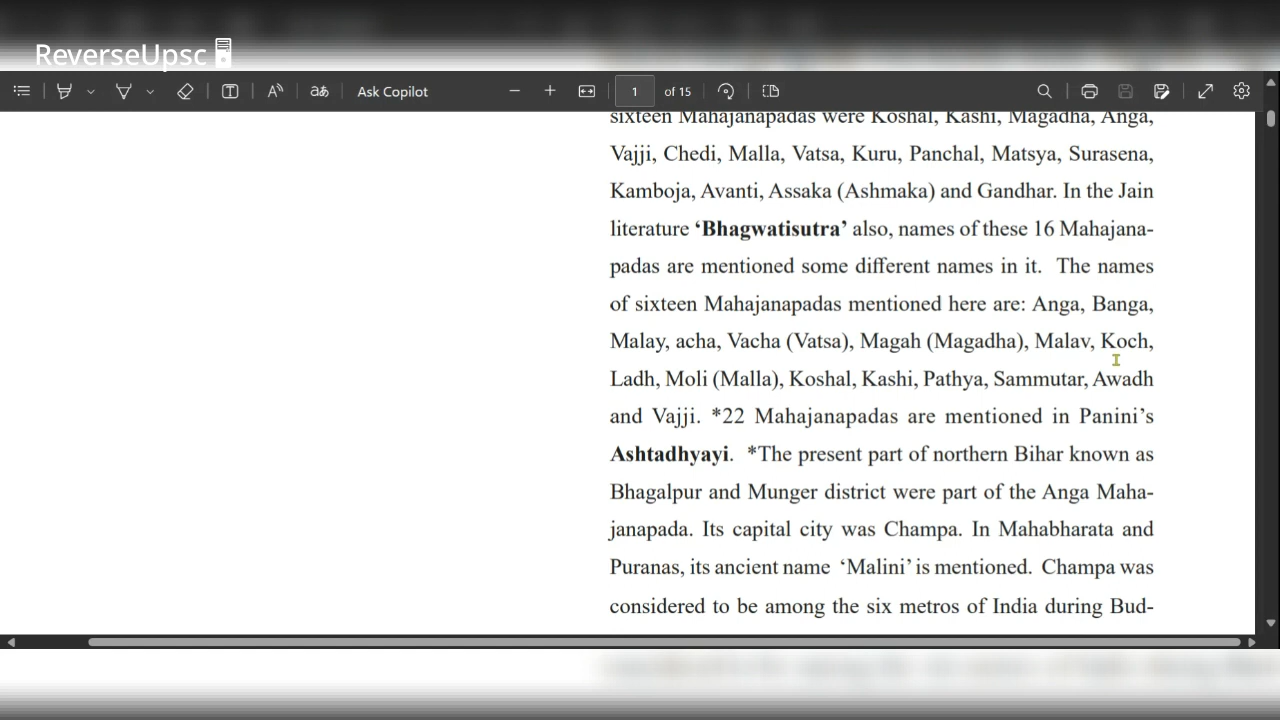 ReverseUpsc
Ask Copilot
1 of 15
sixteen Mahajanapadas were Koshal, Kashi, Magadha, Anga,
Vajji, Chedi, Malla, Vatsa, Kuru, Panchal, Matsya, Surasena,
Kamboja, Avanti, Assaka (Ashmaka) and Gandhar. In the Jain
literature ‘Bhagwatisutra’ also, names of these 16 Mahajana-
padas are mentioned some different names in it. The names
of sixteen Mahajanapadas mentioned here are: Anga, Banga,
Malay, acha, Vacha (Vatsa), Magah (Magadha), Malav, Koch,
Ladh, Moli (Malla), Koshal, Kashi, Pathya, Sammutar, Awadh
and Vajji. *22 Mahajanapadas are mentioned in Panini’s
Ashtadhyayi. *The present part of northern Bihar known as
Bhagalpur and Munger district were part of the Anga Maha-
janapada. Its capital city was Champa. In Mahabharata and
Puranas, its ancient name ‘Malini’ is mentioned. Champa was
considered to be among the six metros of India during Bud-